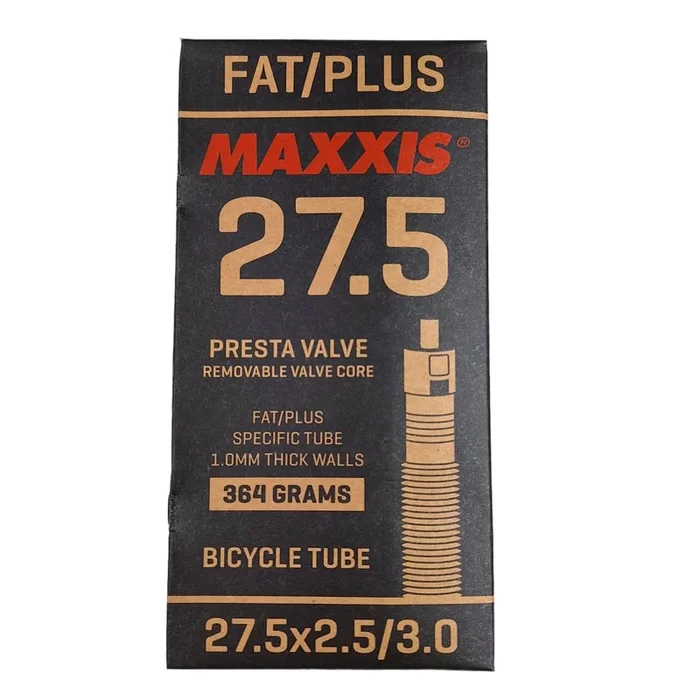 FAT/PLUS
MAXXIS®
27.5
PRESTA VALVE
REMOVABLE VALVE CORE
FAT/PLUS
SPECIFIC TUBE
1.0MM THICK WALLS
364 GRAMS
BICYCLE TUBE
27.5x2.5/3.0